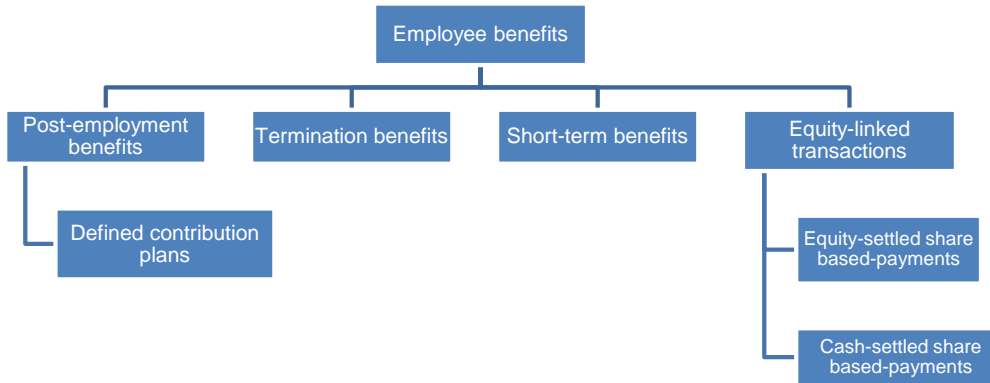 Employee benefits
Post-employment
benefits
Termination benefits
Short-term benefits
Equity-linked
transactions
Defined contribution
plans
Equity-settled share
based-payments
Cash-settled share
based-payments